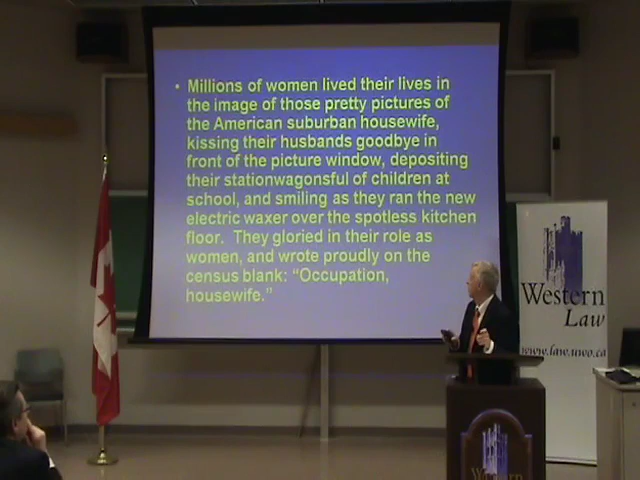 • Millions of women lived their lives in
the image of those pretty pictures of
the American suburban housewife,
kissing their husbands goodbye in
front of the picture window, depositing
their stationwagonsful of children at
school, and smiling as they ran the new
electric waxer over the spotless kitchen
floor. They gloried in their role as
women, and wrote proudly on the
census blank: “Occupation,
housewife.”
Western
Law
www.law.uwo.ca
Western